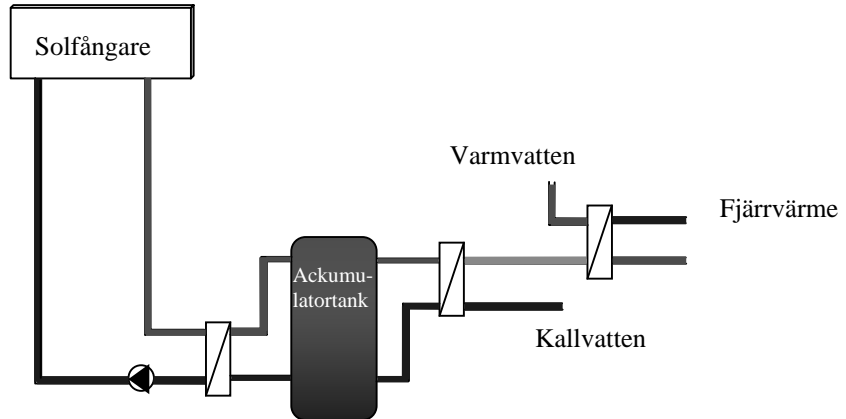 Solfångare
Varmvatten
Fjärrvärme
Ackumu-
latortank
Kallvatten